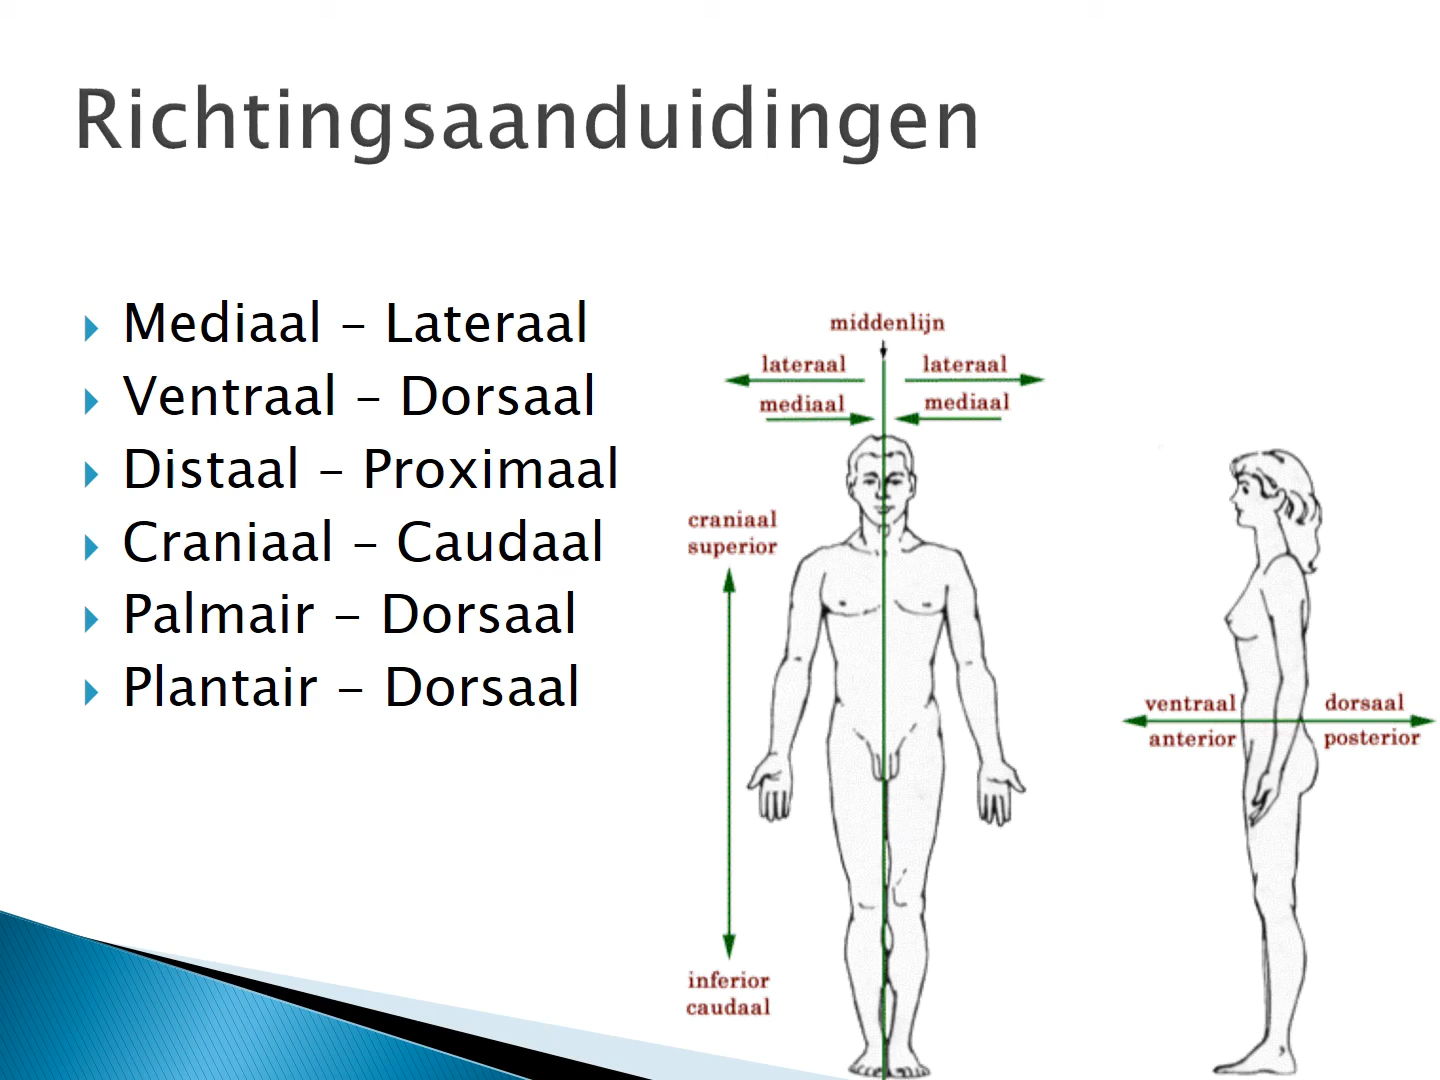 Richtingsaanduidingen
Mediaal – Lateraal
Ventraal – Dorsaal
Distaal – Proximaal
Craniaal – Caudaal
Palmair – Dorsaal
Plantair – Dorsaal
middenlijn
lateraal lateraal
mediaal mediaal
craniaal
superior
inferior
caudaal
ventraal dorsaal
anterior posterior